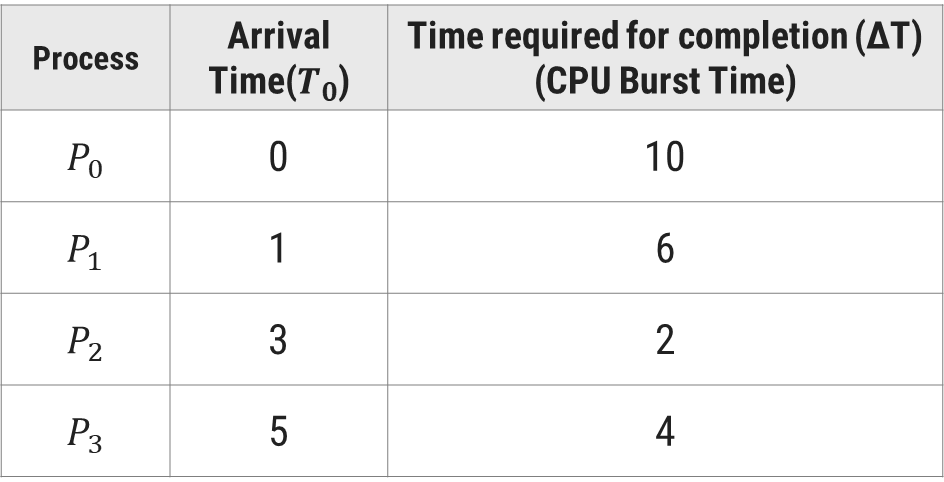 Process Arrival Time(T₀) Time required for completion (ΔT) (CPU Burst Time)
P₀ 0 10
P₁ 1 6
P₂ 3 2
P₃ 5 4